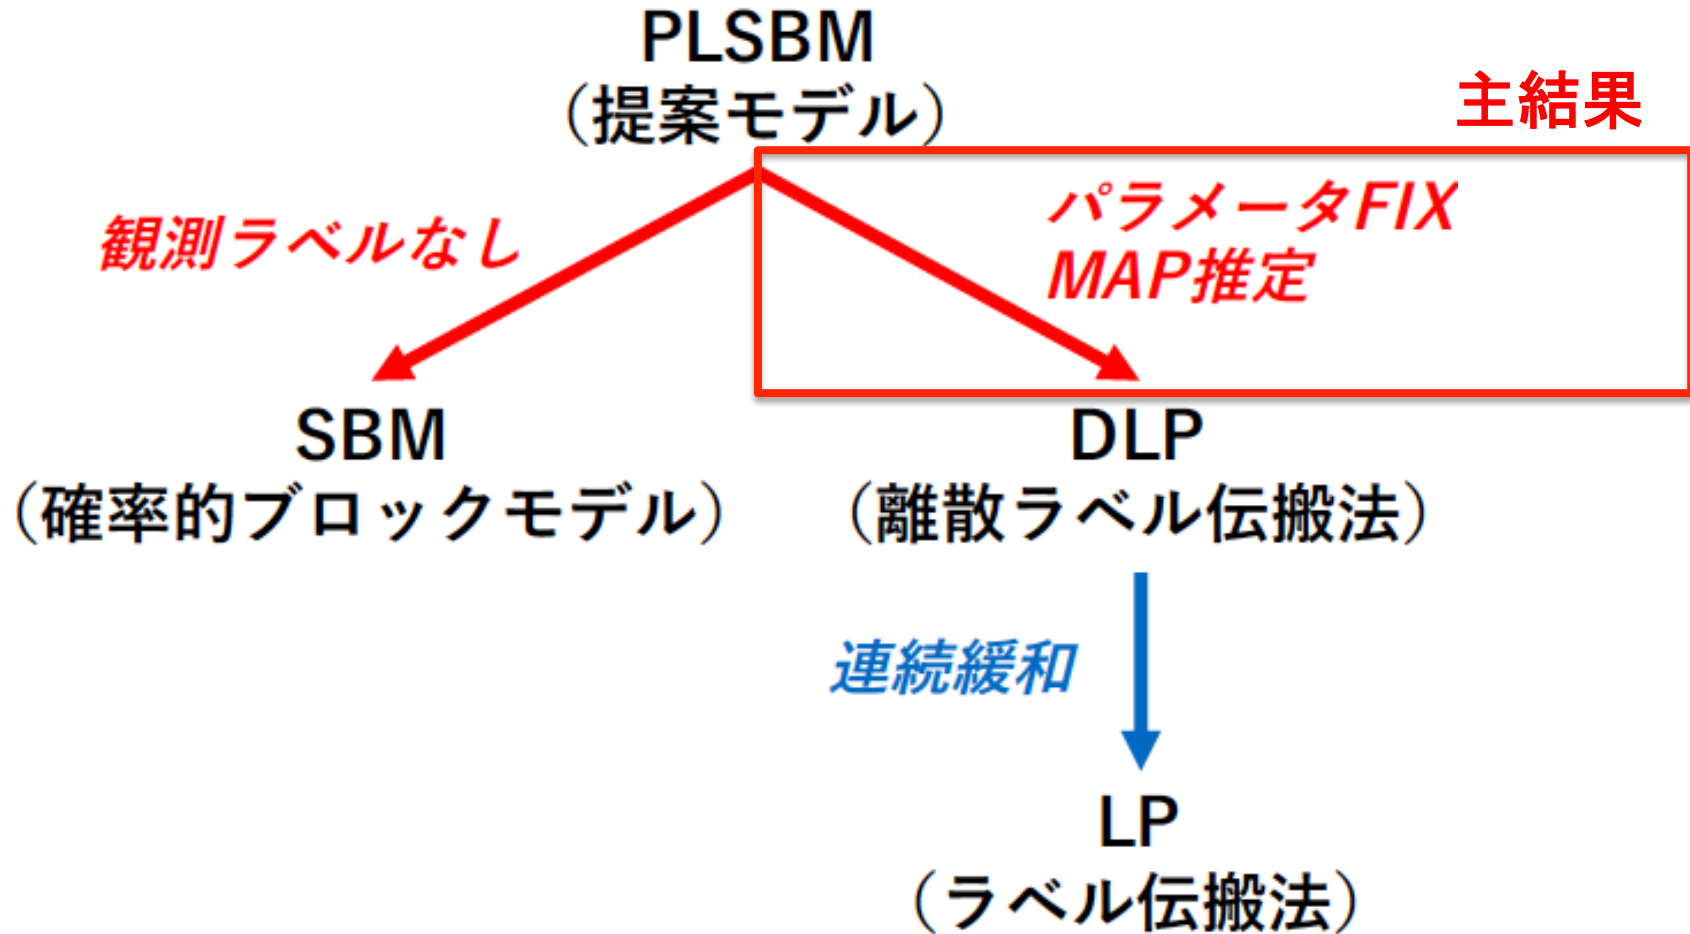 PLSBM
（提案モデル）
主結果
観測ラベルなし
パラメータFIX
MAP推定
SBM
（確率的ブロックモデル）
DLP
（離散ラベル伝搬法）
連続緩和
LP
（ラベル伝搬法）